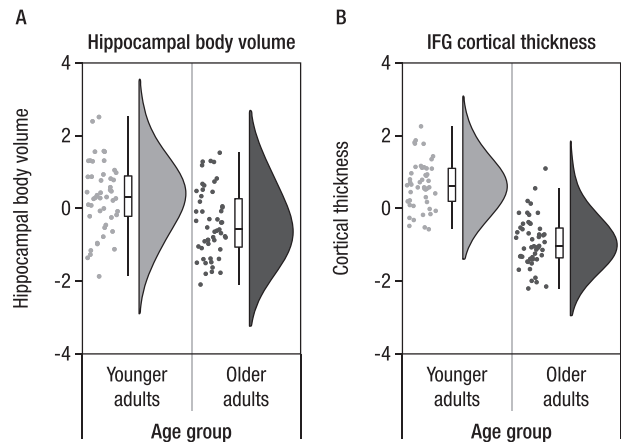 A
Hippocampal body volume
Hippocampal body volume
4
2
0
-2
-4
Younger
adults
Older
adults
Age group
B
IFG cortical thickness
Cortical thickness
4
2
0
-2
-4
Younger
adults
Older
adults
Age group